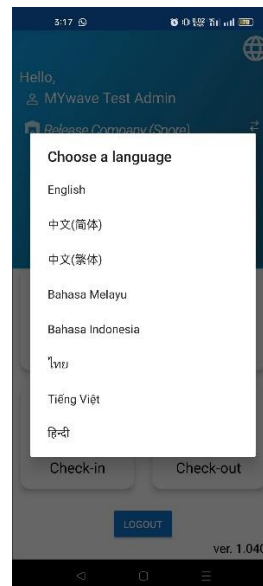 3:17
Hello,
MYwave Test Admin
Release Company (Spore)
Choose a language
English
中文(简体)
中文(繁体)
Bahasa Melayu
Bahasa Indonesia
ไทย
Tiếng Việt
हिन्दी
Check-in Check-out
LOGOUT
ver. 1.040